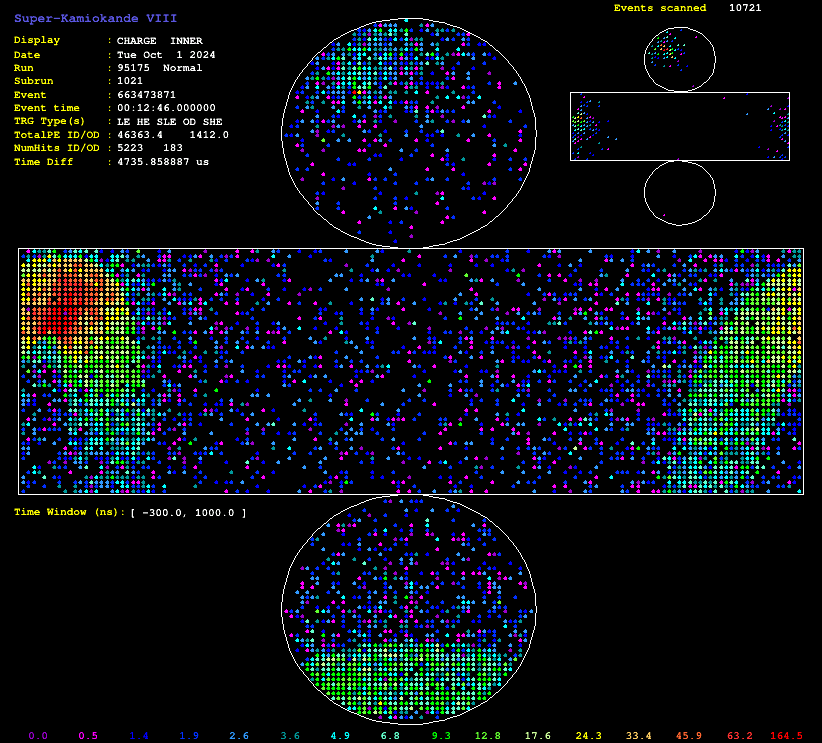 Events scanned 10721
Super-Kamiokande VIII
Display : CHARGE INNER
Date : Tue Oct 1 2024
Run : 95175 Normal
Subrun : 1021
Event : 663473871
Event time : 00:12:46.000000
TRG Type(s) : LE HE SLE OD SHE
TotalPE ID/OD : 46363.4 1412.0
NumHits ID/OD : 5223 183
Time Diff : 4735.858887 us
Time Window (ns): [ -300.0, 1000.0 ]
0.0 0.5 1.4 1.9 2.6 3.6 4.9 6.8 9.3 12.8 17.6 24.3 33.4 45.9 63.2 164.5